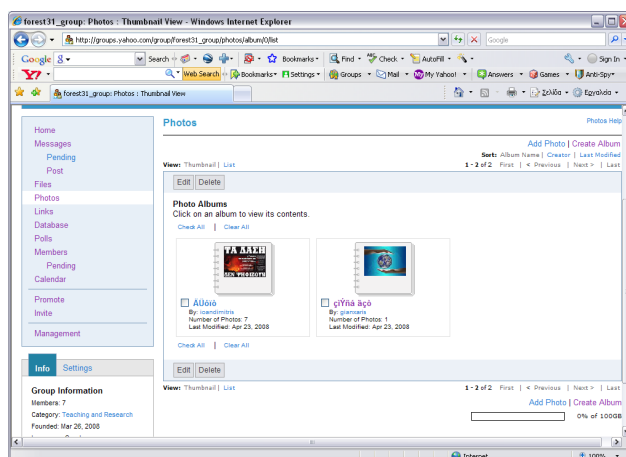 forest31_group: Photos : Thumbnail View - Windows Internet Explorer
http://groups.yahoo.com/group/forest31_group/photos/album/0/list
Google
Google Search Bookmarks Find Check AutoFill Sign In
Y7 Web Search Bookmarks Settings Groups Mail My Yahoo! Answers Games Anti-Spy
forest31_group: Photos : Thumbnail View Σελίδα Εργαλεία
Home
Messages
Pending
Post
Files
Photos
Links
Database
Polls
Members
Pending
Calendar
Promote
Invite
Management
Info Settings
Group Information
Members: 7
Category: Teaching and Research
Founded: Mar 26, 2008
Photos Photos Help
Add Photo | Create Album
Sort: Album Name | Creator | Last Modified
View: Thumbnail | List 1 - 2 of 2 First | < Previous | Next > | Last
Edit Delete
Photo Albums
Click on an album to view its contents.
Check All | Clear All
ΤΑ ΔΑΣΗ
ΔΕΝ ΨΗΦΙΖΟΥΝ
By: ioandimitris
Number of Photos: 7
Last Modified: Apr 23, 2008
çìÝñá äçò
By: gianxaris
Number of Photos: 1
Last Modified: Apr 23, 2008
Check All | Clear All
Edit Delete
View: Thumbnail | List 1 - 2 of 2 First | < Previous | Next > | Last
Add Photo | Create Album
0% of 100GB
Internet 100%